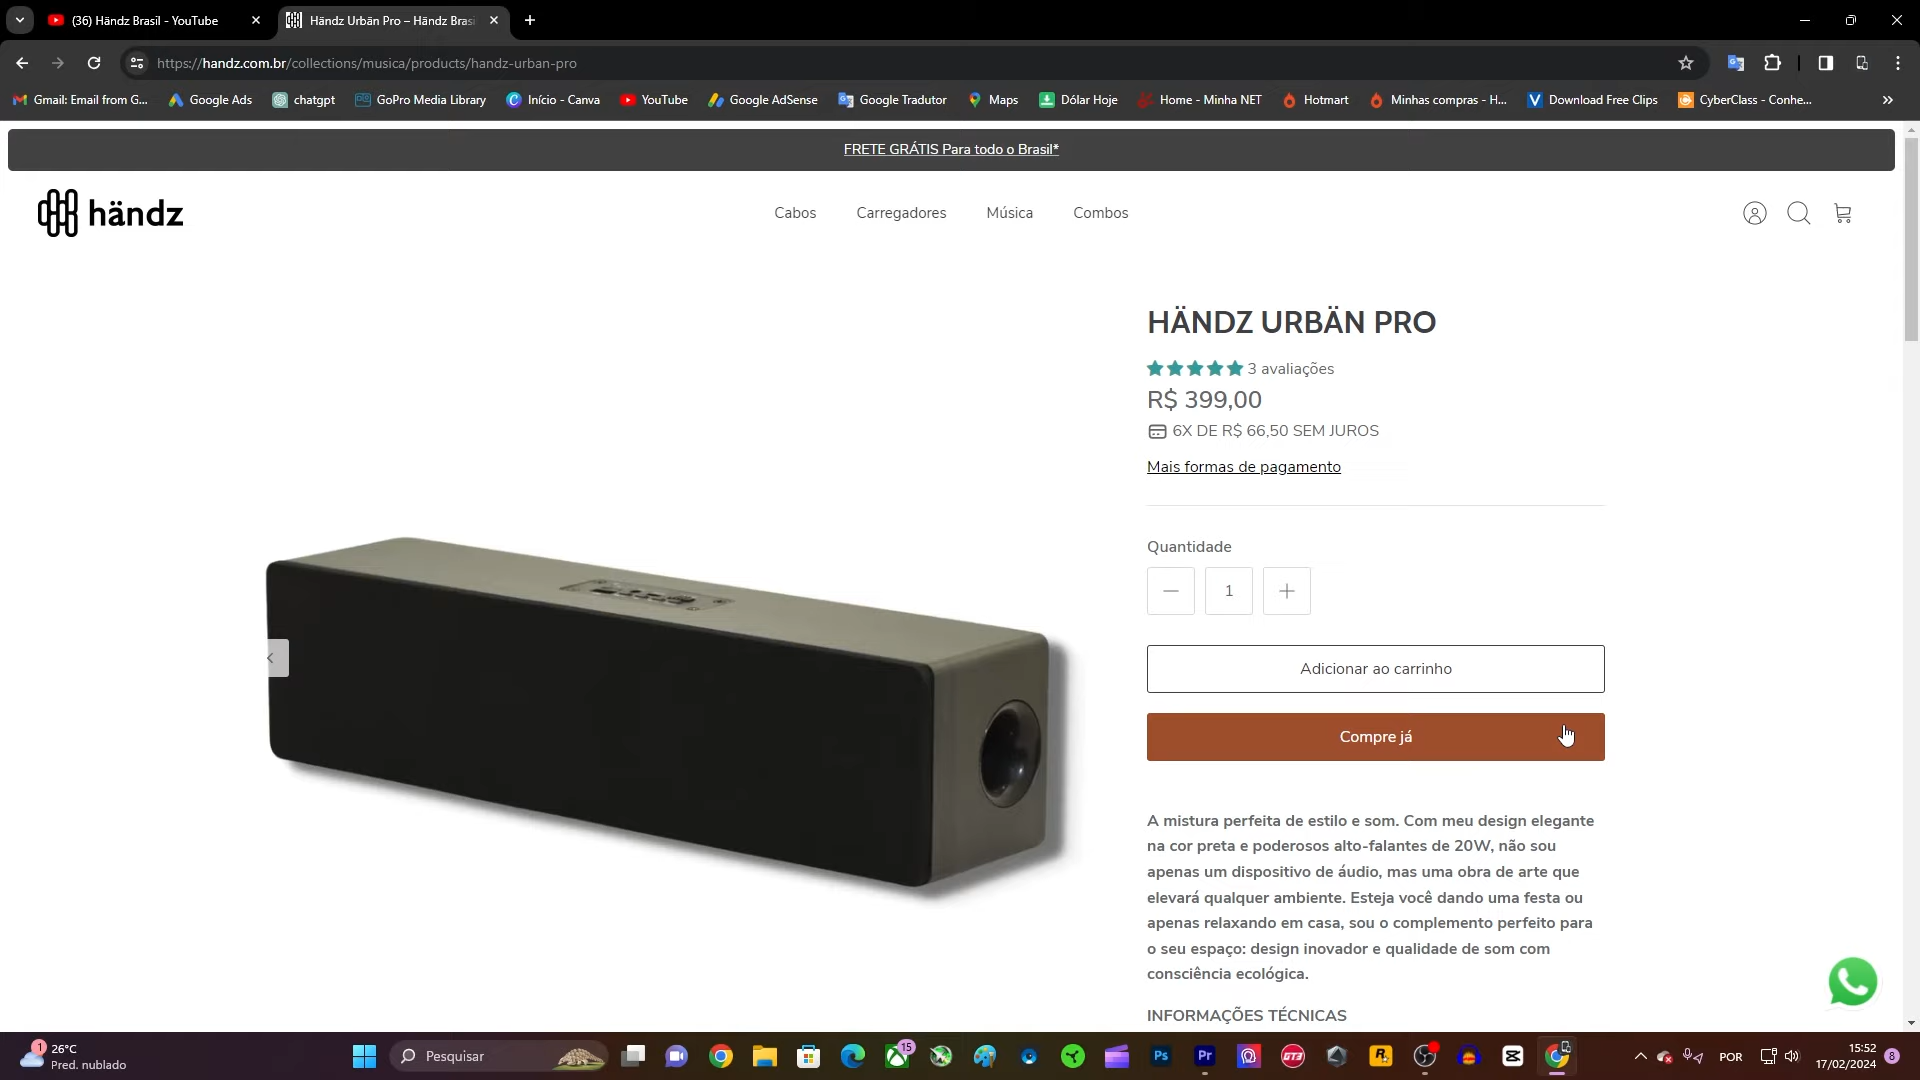 (36) Händz Brasil - YouTube
Händz Urbän Pro – Händz Brasi
https://handz.com.br/collections/musica/products/handz-urban-pro
Gmail: Email from G...
Google Ads
chatgpt
GoPro Media Library
Início - Canva
YouTube
Google AdSense
Google Tradutor
Maps
Dólar Hoje
Home - Minha NET
Hotmart
Minhas compras - H...
Download Free Clips
CyberClass - Conhe...
FRETE GRÁTIS Para todo o Brasil*
händz
Cabos
Carregadores
Música
Combos
HÄNDZ URBÄN PRO
3 avaliações
R$ 399,00
6X DE R$ 66,50 SEM JUROS
Mais formas de pagamento
Quantidade
1
Adicionar ao carrinho
Compre já
A mistura perfeita de estilo e som. Com meu design elegante
na cor preta e poderosos alto-falantes de 20W, não sou
apenas um dispositivo de áudio, mas uma obra de arte que
elevará qualquer ambiente. Esteja você dando uma festa ou
apenas relaxando em casa, sou o complemento perfeito para
o seu espaço: design inovador e qualidade de som com
consciência ecológica.
INFORMAÇÕES TÉCNICAS
1
26°C
Pred. nublado
Pesquisar
15
Ps
Pr
GTA
R
POR
15:52
17/02/2024
8